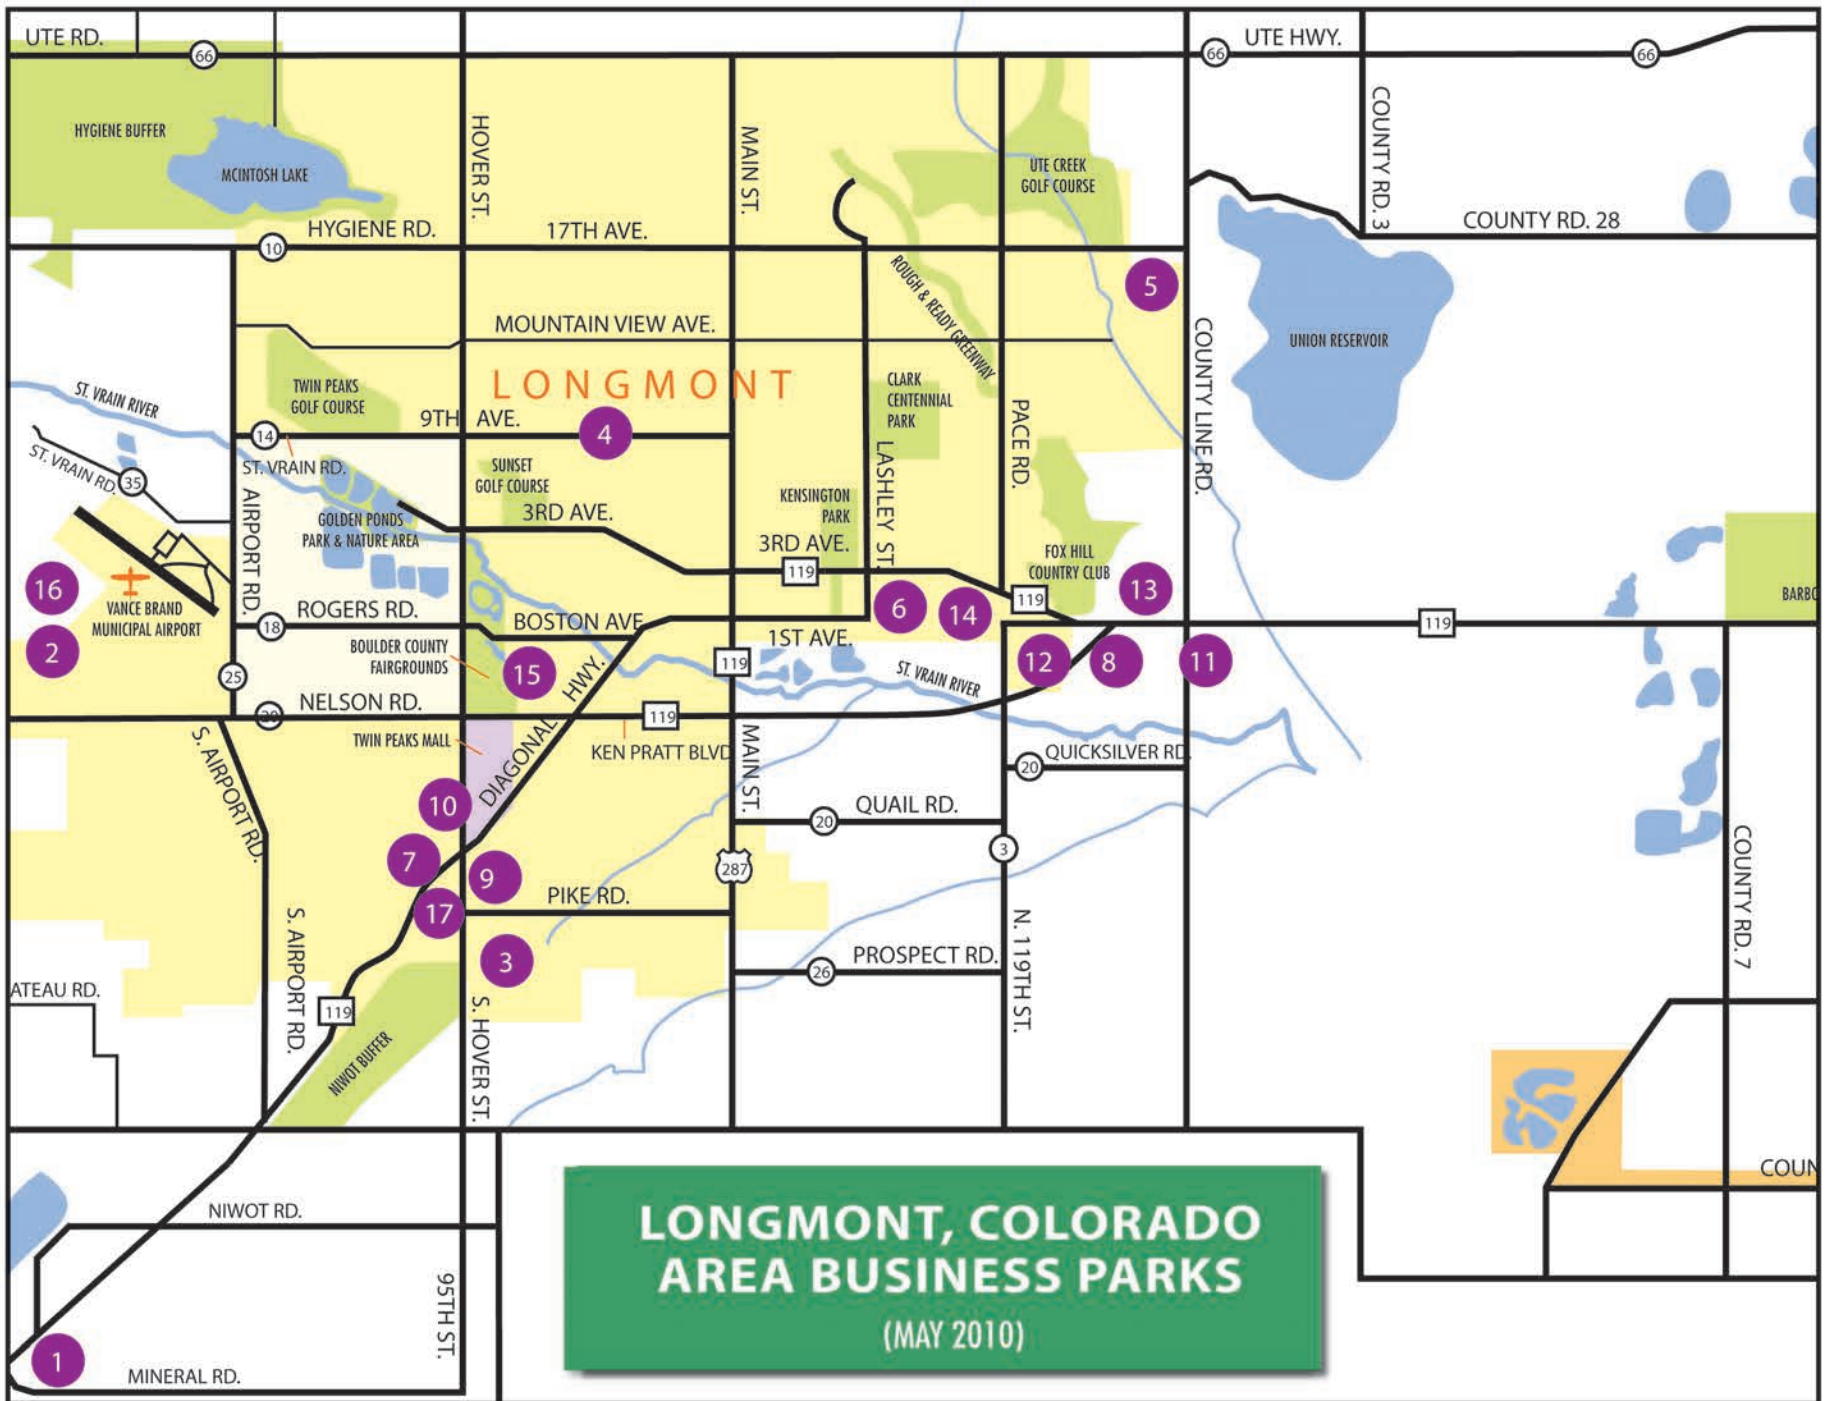 UTE RD.
66
UTE HWY.
66
66
HYGIENE BUFFER
MCINTOSH LAKE
HOVER ST.
MAIN ST.
UTE CREEK
GOLF COURSE
COUNTY RD. 3
COUNTY RD. 28
HYGIENE RD.
10
17TH AVE.
ROUGH & READY GREENWAY
5
MOUNTAIN VIEW AVE.
COUNTY LINE RD.
UNION RESERVOIR
LONGMONT
TWIN PEAKS
GOLF COURSE
CLARK
CENTENNIAL
PARK
ST. VRAIN RIVER
9TH AVE.
14
4
PACE RD.
ST. VRAIN RD.
35
ST. VRAIN RD.
SUNSET
GOLF COURSE
LASHLEY ST.
KENSINGTON
PARK
AIRPORT RD.
GOLDEN PONDS
PARK & NATURE AREA
3RD AVE.
3RD AVE.
119
FOX HILL
COUNTRY CLUB
13
16
VANCE BRAND
MUNICIPAL AIRPORT
2
ROGERS RD.
18
BOSTON AVE.
6
14
119
119
BARBO
1ST AVE.
BOULDER COUNTY
FAIRGROUNDS
15
DIAGONAL HWY.
119
ST. VRAIN RIVER
12
8
11
25
NELSON RD.
20
119
TWIN PEAKS MALL
KEN PRATT BLVD
MAIN ST.
QUICKSILVER RD.
20
S. AIRPORT RD.
10
QUAIL RD.
20
7
9
287
3
COUNTY RD. 7
17
PIKE RD.
3
PROSPECT RD.
26
N. 119TH ST.
ATEAU RD.
S. AIRPORT RD.
119
S. HOVER ST.
NIWOT BUFFER
COUN
NIWOT RD.
95TH ST.
1
MINERAL RD.
LONGMONT, COLORADO
AREA BUSINESS PARKS
(MAY 2010)